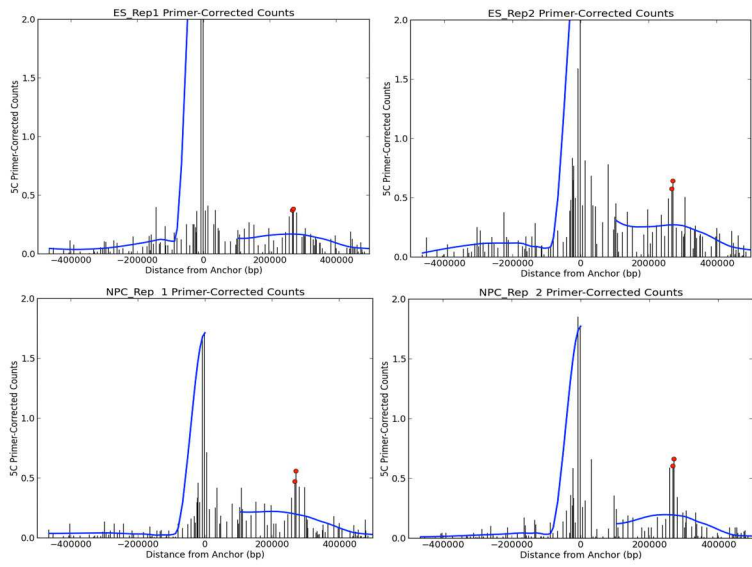 ES_Rep1 Primer-Corrected Counts
2.0
1.5
1.0
0.5
0.0
5C Primer-Corrected Counts
−400000 −200000 0 200000 400000
Distance from Anchor (bp)
ES_Rep2 Primer-Corrected Counts
2.0
1.5
1.0
0.5
0.0
5C Primer-Corrected Counts
−400000 −200000 0 200000 400000
Distance from Anchor (bp)
NPC_Rep 1 Primer-Corrected Counts
2.0
1.5
1.0
0.5
0.0
5C Primer-Corrected Counts
−400000 −200000 0 200000 400000
Distance from Anchor (bp)
NPC_Rep 2 Primer-Corrected Counts
2.0
1.5
1.0
0.5
0.0
5C Primer-Corrected Counts
−400000 −200000 0 200000 400000
Distance from Anchor (bp)